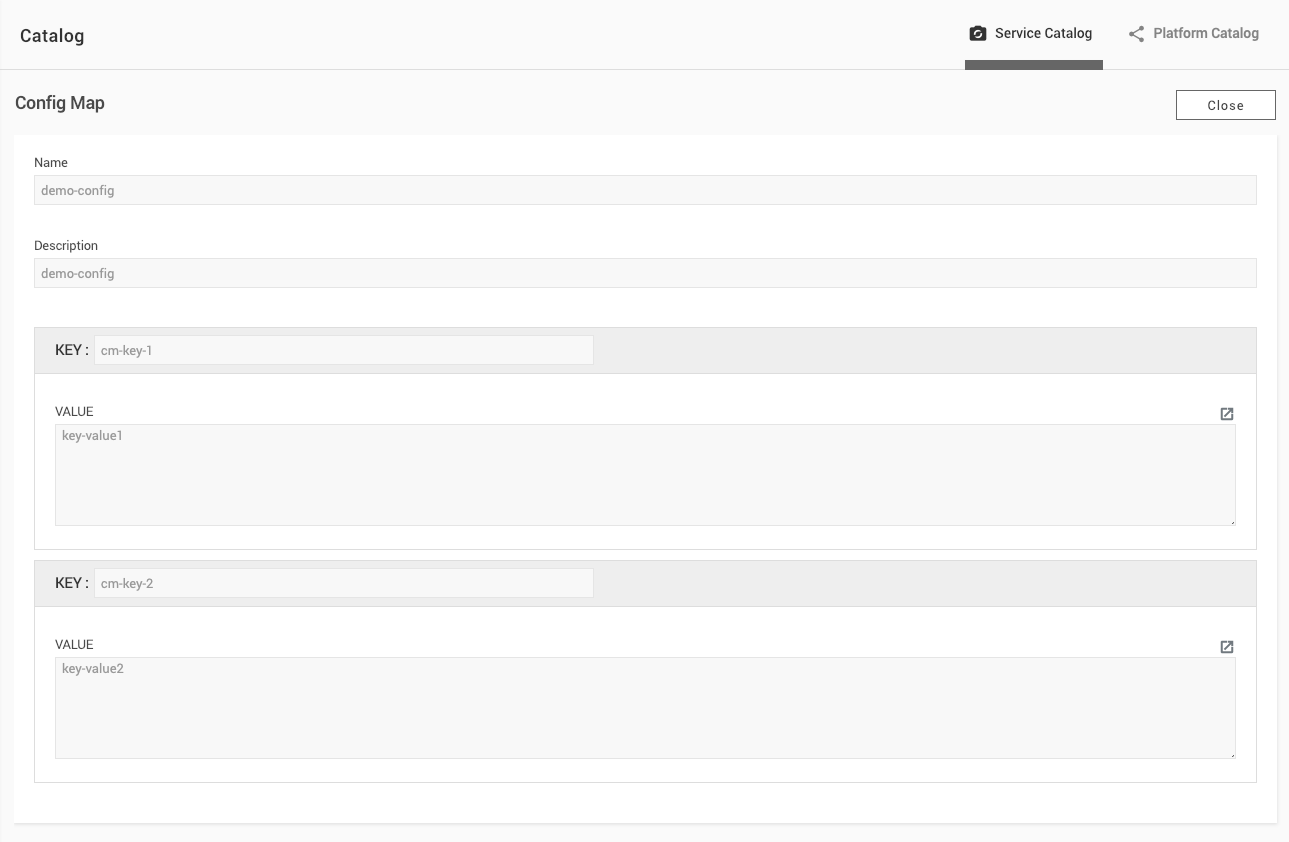 Catalog
Service Catalog
Platform Catalog
Config Map
Close
Name
demo-config
Description
demo-config
KEY :
cm-key-1
VALUE
key-value1
KEY :
cm-key-2
VALUE
key-value2